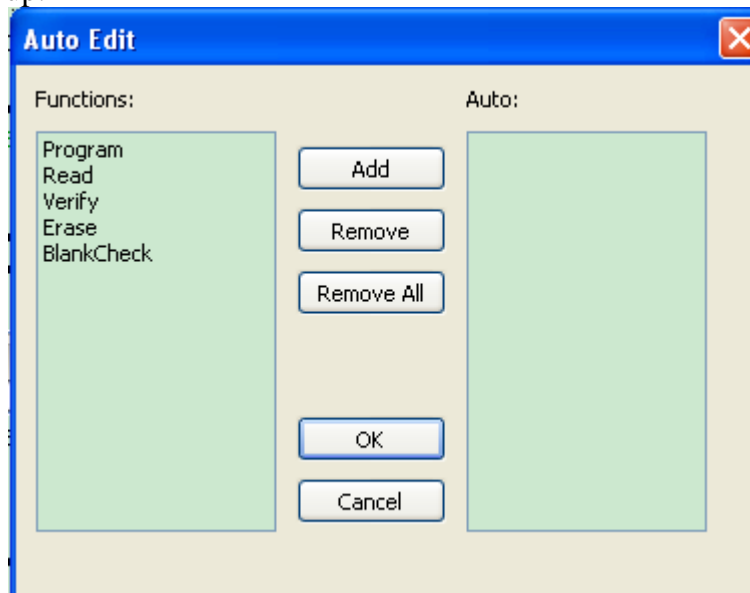 Auto Edit
Functions:
Auto:
Program
Read
Verify
Erase
BlankCheck
Add
Remove
Remove All
OK
Cancel